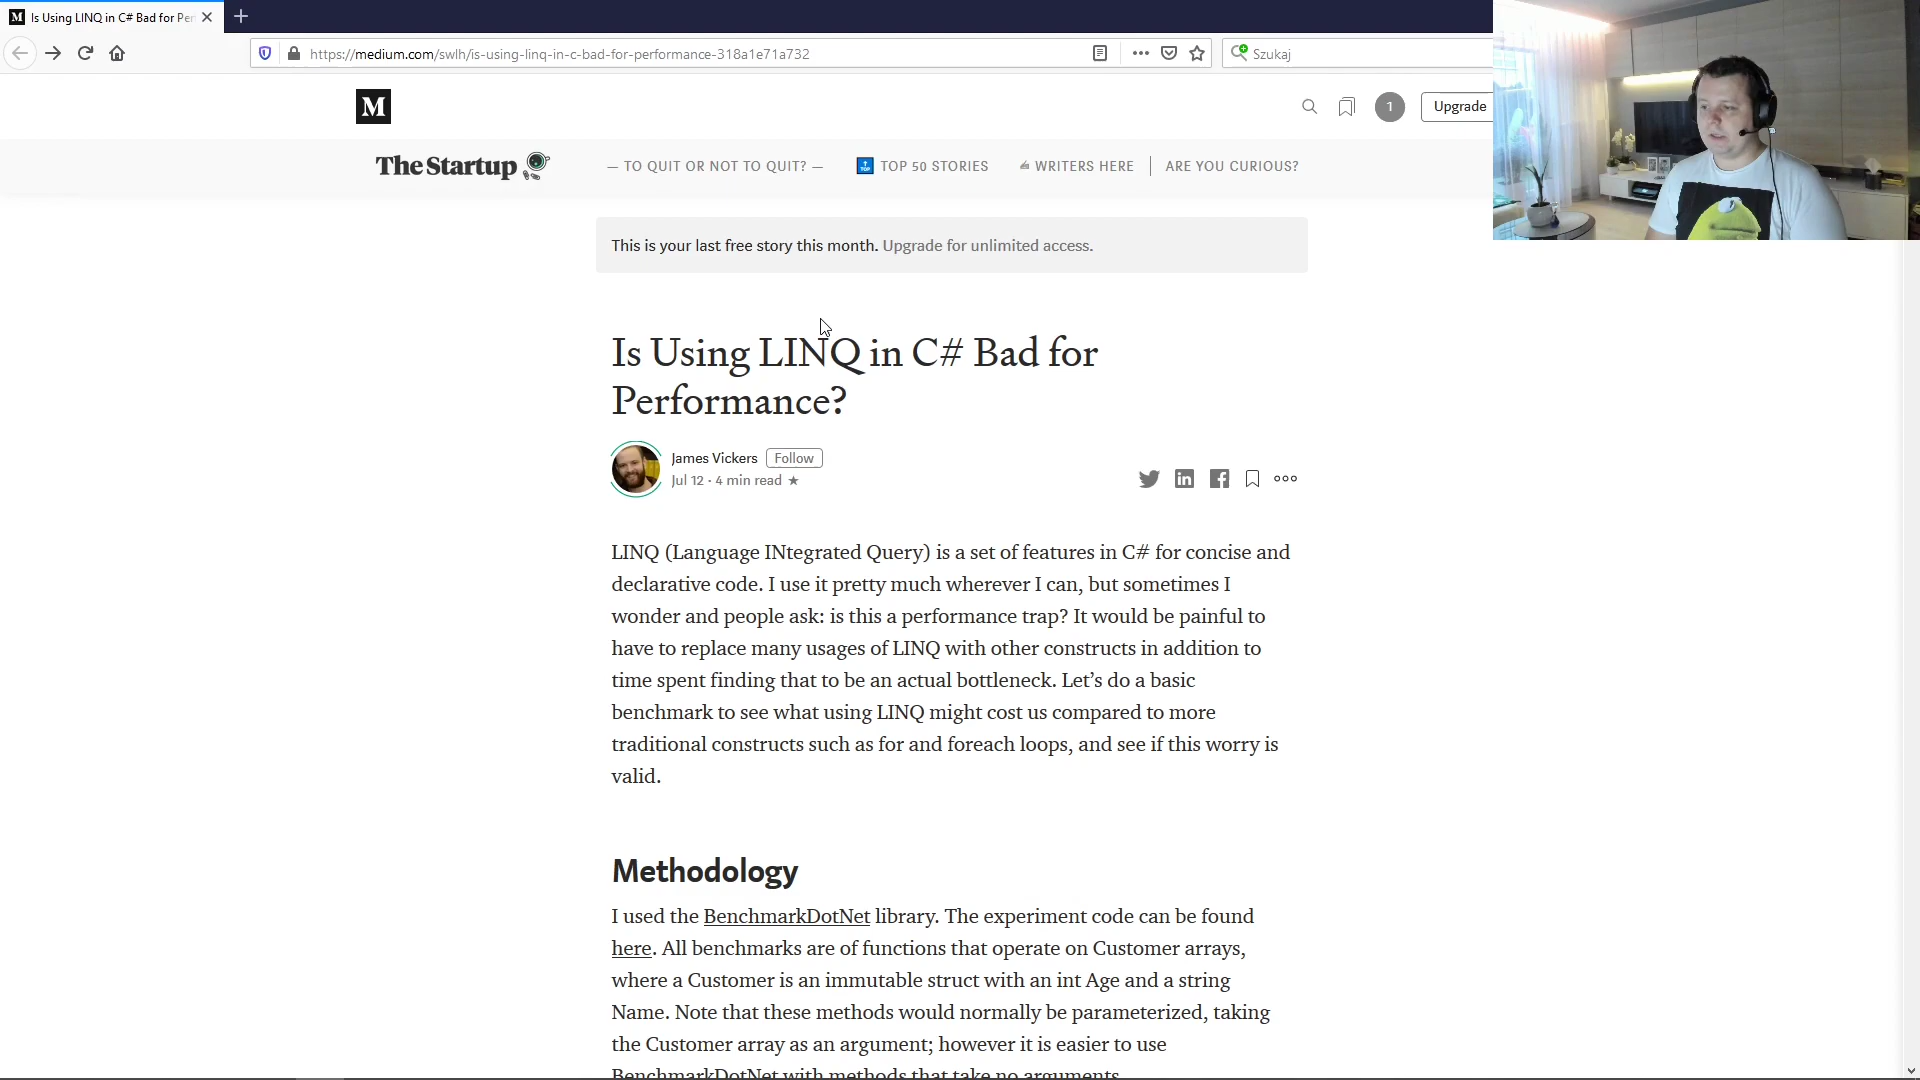 M Is Using LINQ in C# Bad for Per
https://medium.com/swlh/is-using-linq-in-c-bad-for-performance-318a1e71a732
Szukaj
M
1
Upgrade
The Startup
— TO QUIT OR NOT TO QUIT? —
TOP 50 STORIES
WRITERS HERE
ARE YOU CURIOUS?
This is your last free story this month. Upgrade for unlimited access.
Is Using LINQ in C# Bad for
Performance?
James Vickers Follow
Jul 12 · 4 min read ★
LINQ (Language INtegrated Query) is a set of features in C# for concise and
declarative code. I use it pretty much wherever I can, but sometimes I
wonder and people ask: is this a performance trap? It would be painful to
have to replace many usages of LINQ with other constructs in addition to
time spent finding that to be an actual bottleneck. Let’s do a basic
benchmark to see what using LINQ might cost us compared to more
traditional constructs such as for and foreach loops, and see if this worry is
valid.
Methodology
I used the BenchmarkDotNet library. The experiment code can be found
here. All benchmarks are of functions that operate on Customer arrays,
where a Customer is an immutable struct with an int Age and a string
Name. Note that these methods would normally be parameterized, taking
the Customer array as an argument; however it is easier to use
BenchmarkDotNet with methods that take no arguments.